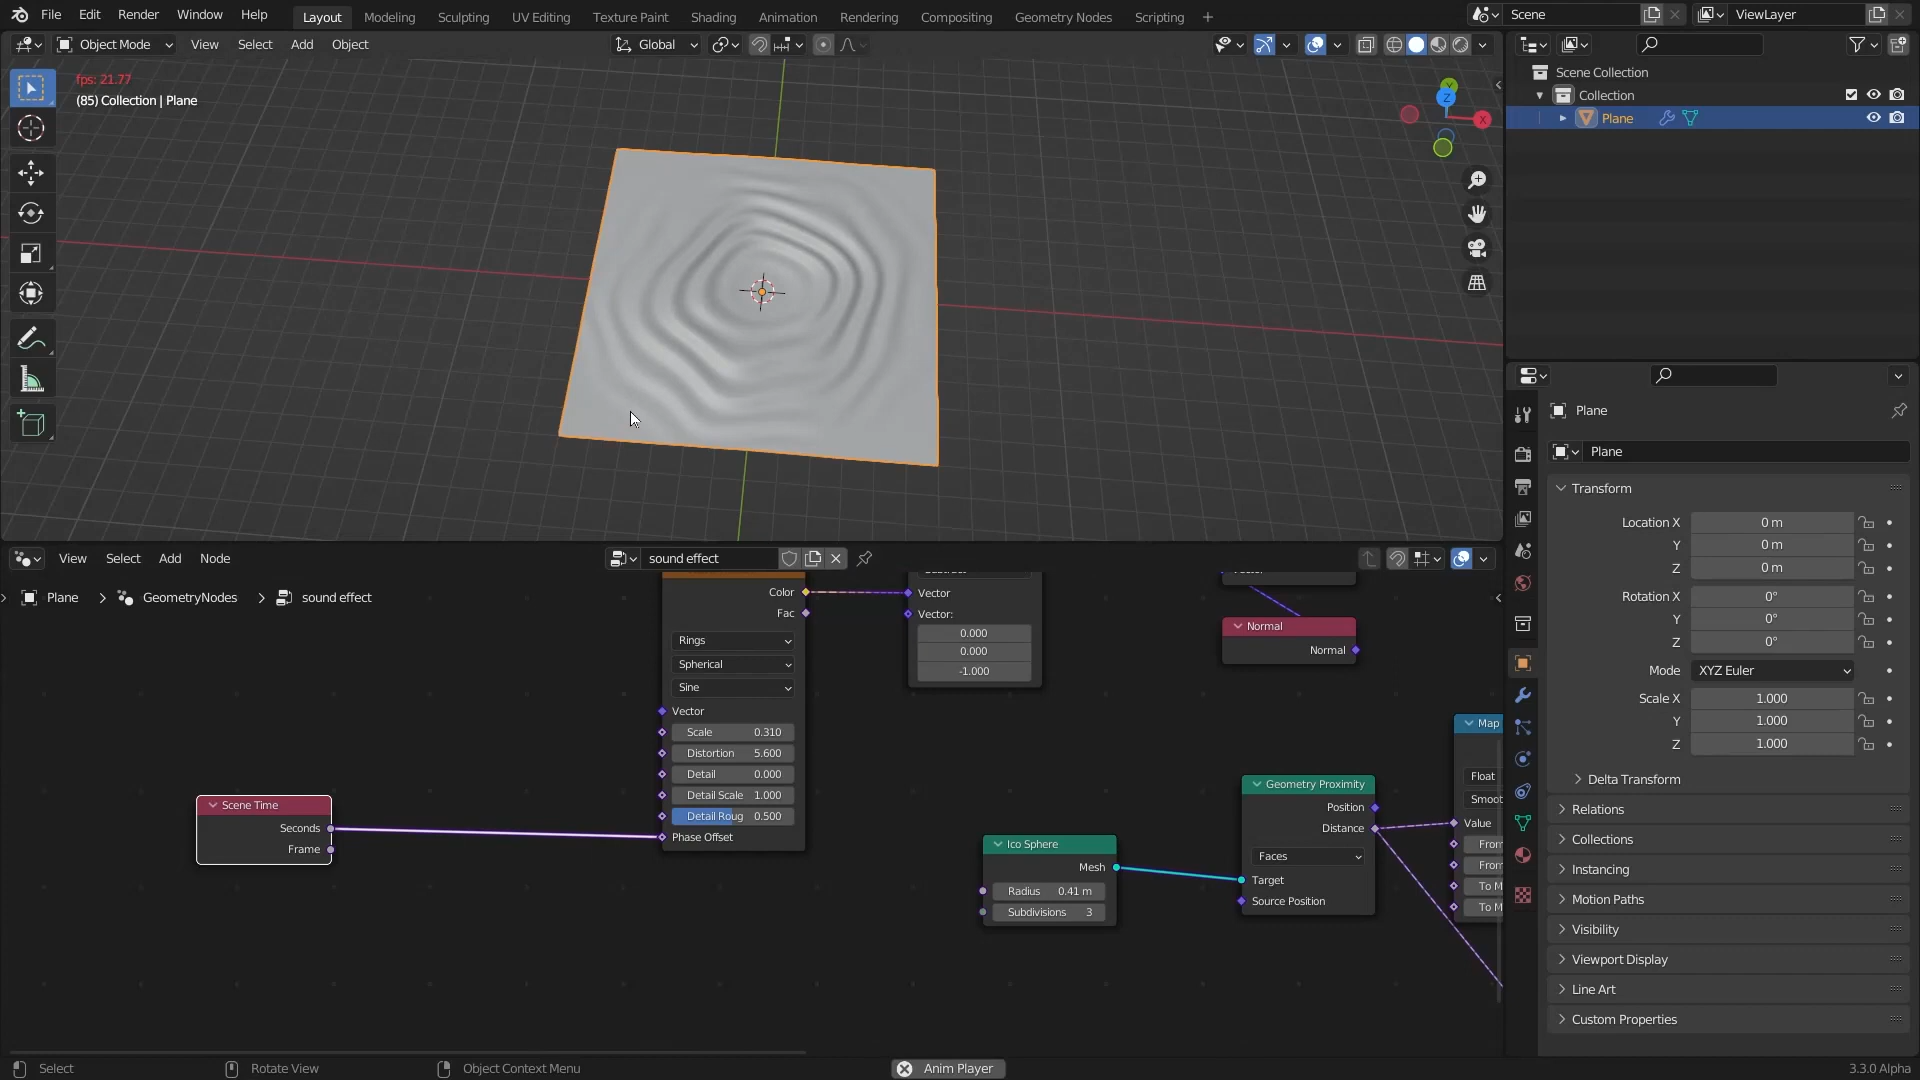 File Edit Render Window Help
Layout Modeling Sculpting UV Editing Texture Paint Shading Animation Rendering Compositing Geometry Nodes Scripting +
Scene
ViewLayer
Object Mode View Select Add Object
Global
fps: 21.77
(85) Collection | Plane
Y
Z
X
Scene Collection
Collection
Plane
Plane
Plane
Transform
Location X 0 m
Y 0 m
Z 0 m
Rotation X 0°
Y 0°
Z 0°
Mode XYZ Euler
Scale X 1.000
Y 1.000
Z 1.000
Delta Transform
Relations
Collections
Instancing
Motion Paths
Visibility
Viewport Display
Line Art
Custom Properties
View Select Add Node
sound effect
Plane > GeometryNodes > sound effect
Scene Time
Seconds
Frame
Color
Fac
Rings
Spherical
Sine
Vector
Scale 0.310
Distortion 5.600
Detail 0.000
Detail Scale 1.000
Detail Roug 0.500
Phase Offset
Vector
Vector:
0.000
0.000
-1.000
Normal
Normal
Ico Sphere
Mesh
Radius 0.41 m
Subdivisions 3
Geometry Proximity
Position
Distance
Faces
Target
Source Position
Map
Float
Smoo
Value
From
From
To M
To M
Select
Rotate View
Object Context Menu
Anim Player
3.3.0 Alpha